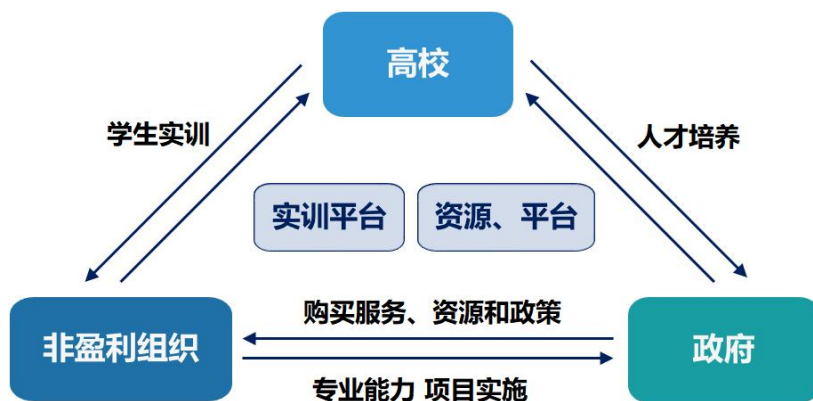 高校
学生实训
人才培养
实训平台
资源、平台
购买服务、资源和政策
非盈利组织
政府
专业能力 项目实施